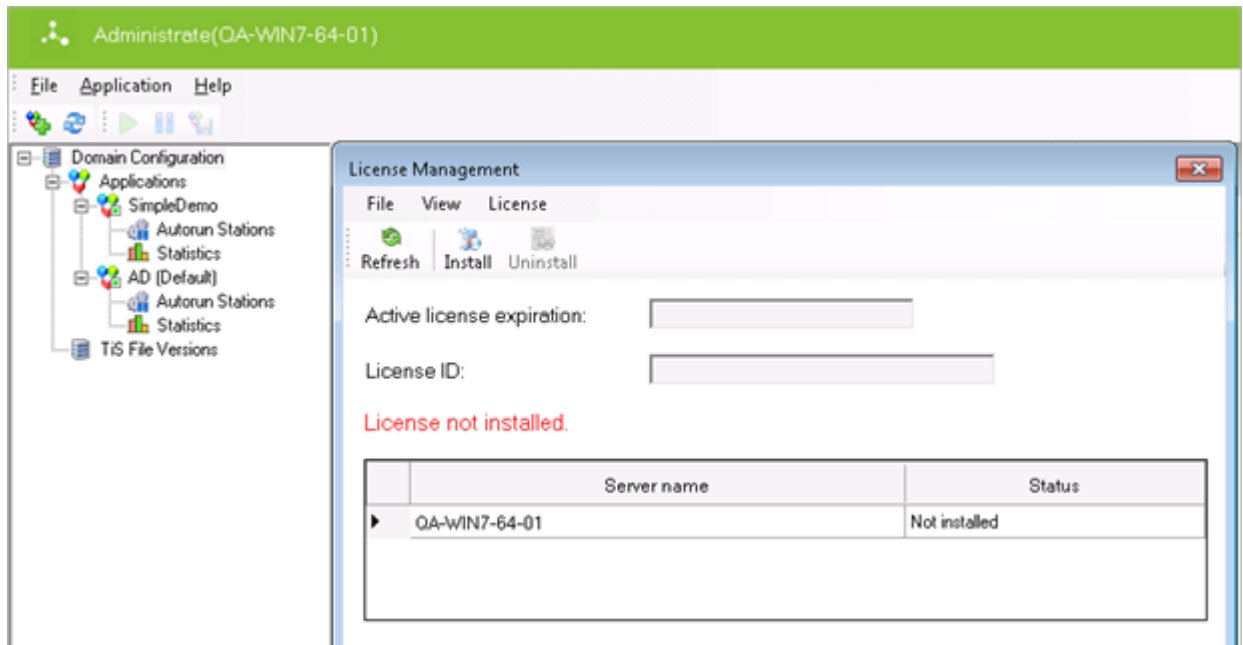 Administrate(QA-WIN7-64-01)
File Application Help
Domain Configuration
Applications
SimpleDemo
Autorun Stations
Statistics
AD (Default)
Autorun Stations
Statistics
TiS File Versions
License Management
File View License
Refresh Install Uninstall
Active license expiration:
License ID:
License not installed.
Server name Status
QA-WIN7-64-01 Not installed